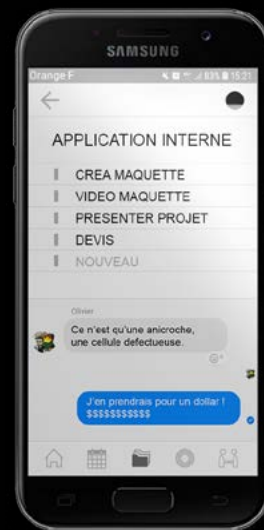 SAMSUNG
Orange F 83% 15:21
APPLICATION INTERNE
CREA MAQUETTE
VIDEO MAQUETTE
PRESENTER PROJET
DEVIS
NOUVEAU
Olivier
Ce n'est qu'une anicroche,
une cellule defectueuse.
J'en prendrais pour un dollar !
$$$$$$$$$$$